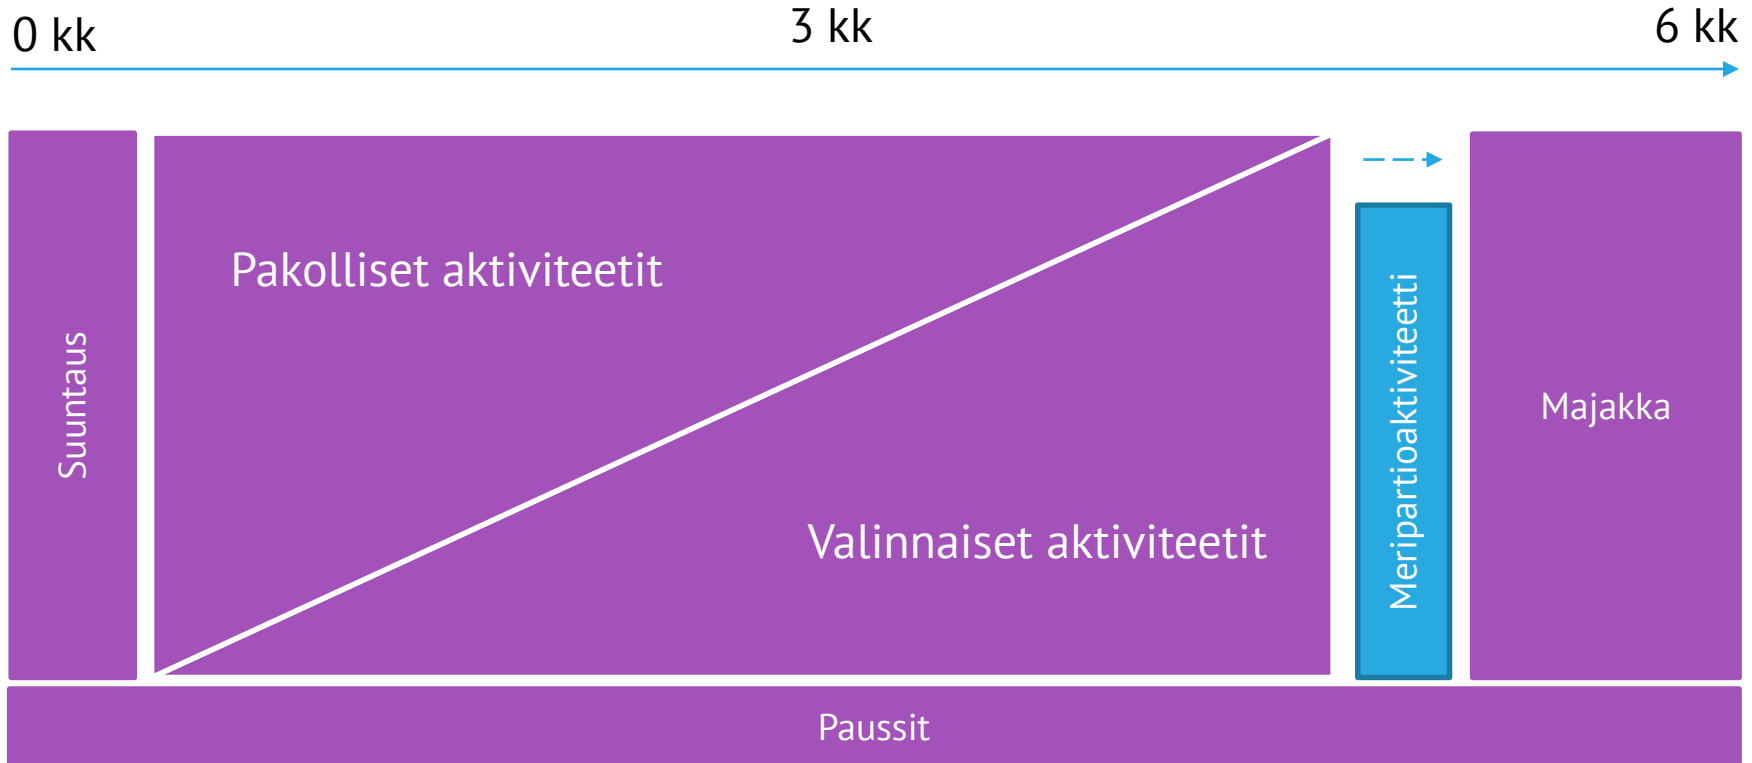 0 kk
3 kk
6 kk
Suuntaus
Pakolliset aktiviteetit
Valinnaiset aktiviteetit
Meripartioaktiviteetti
Majakka
Paussit